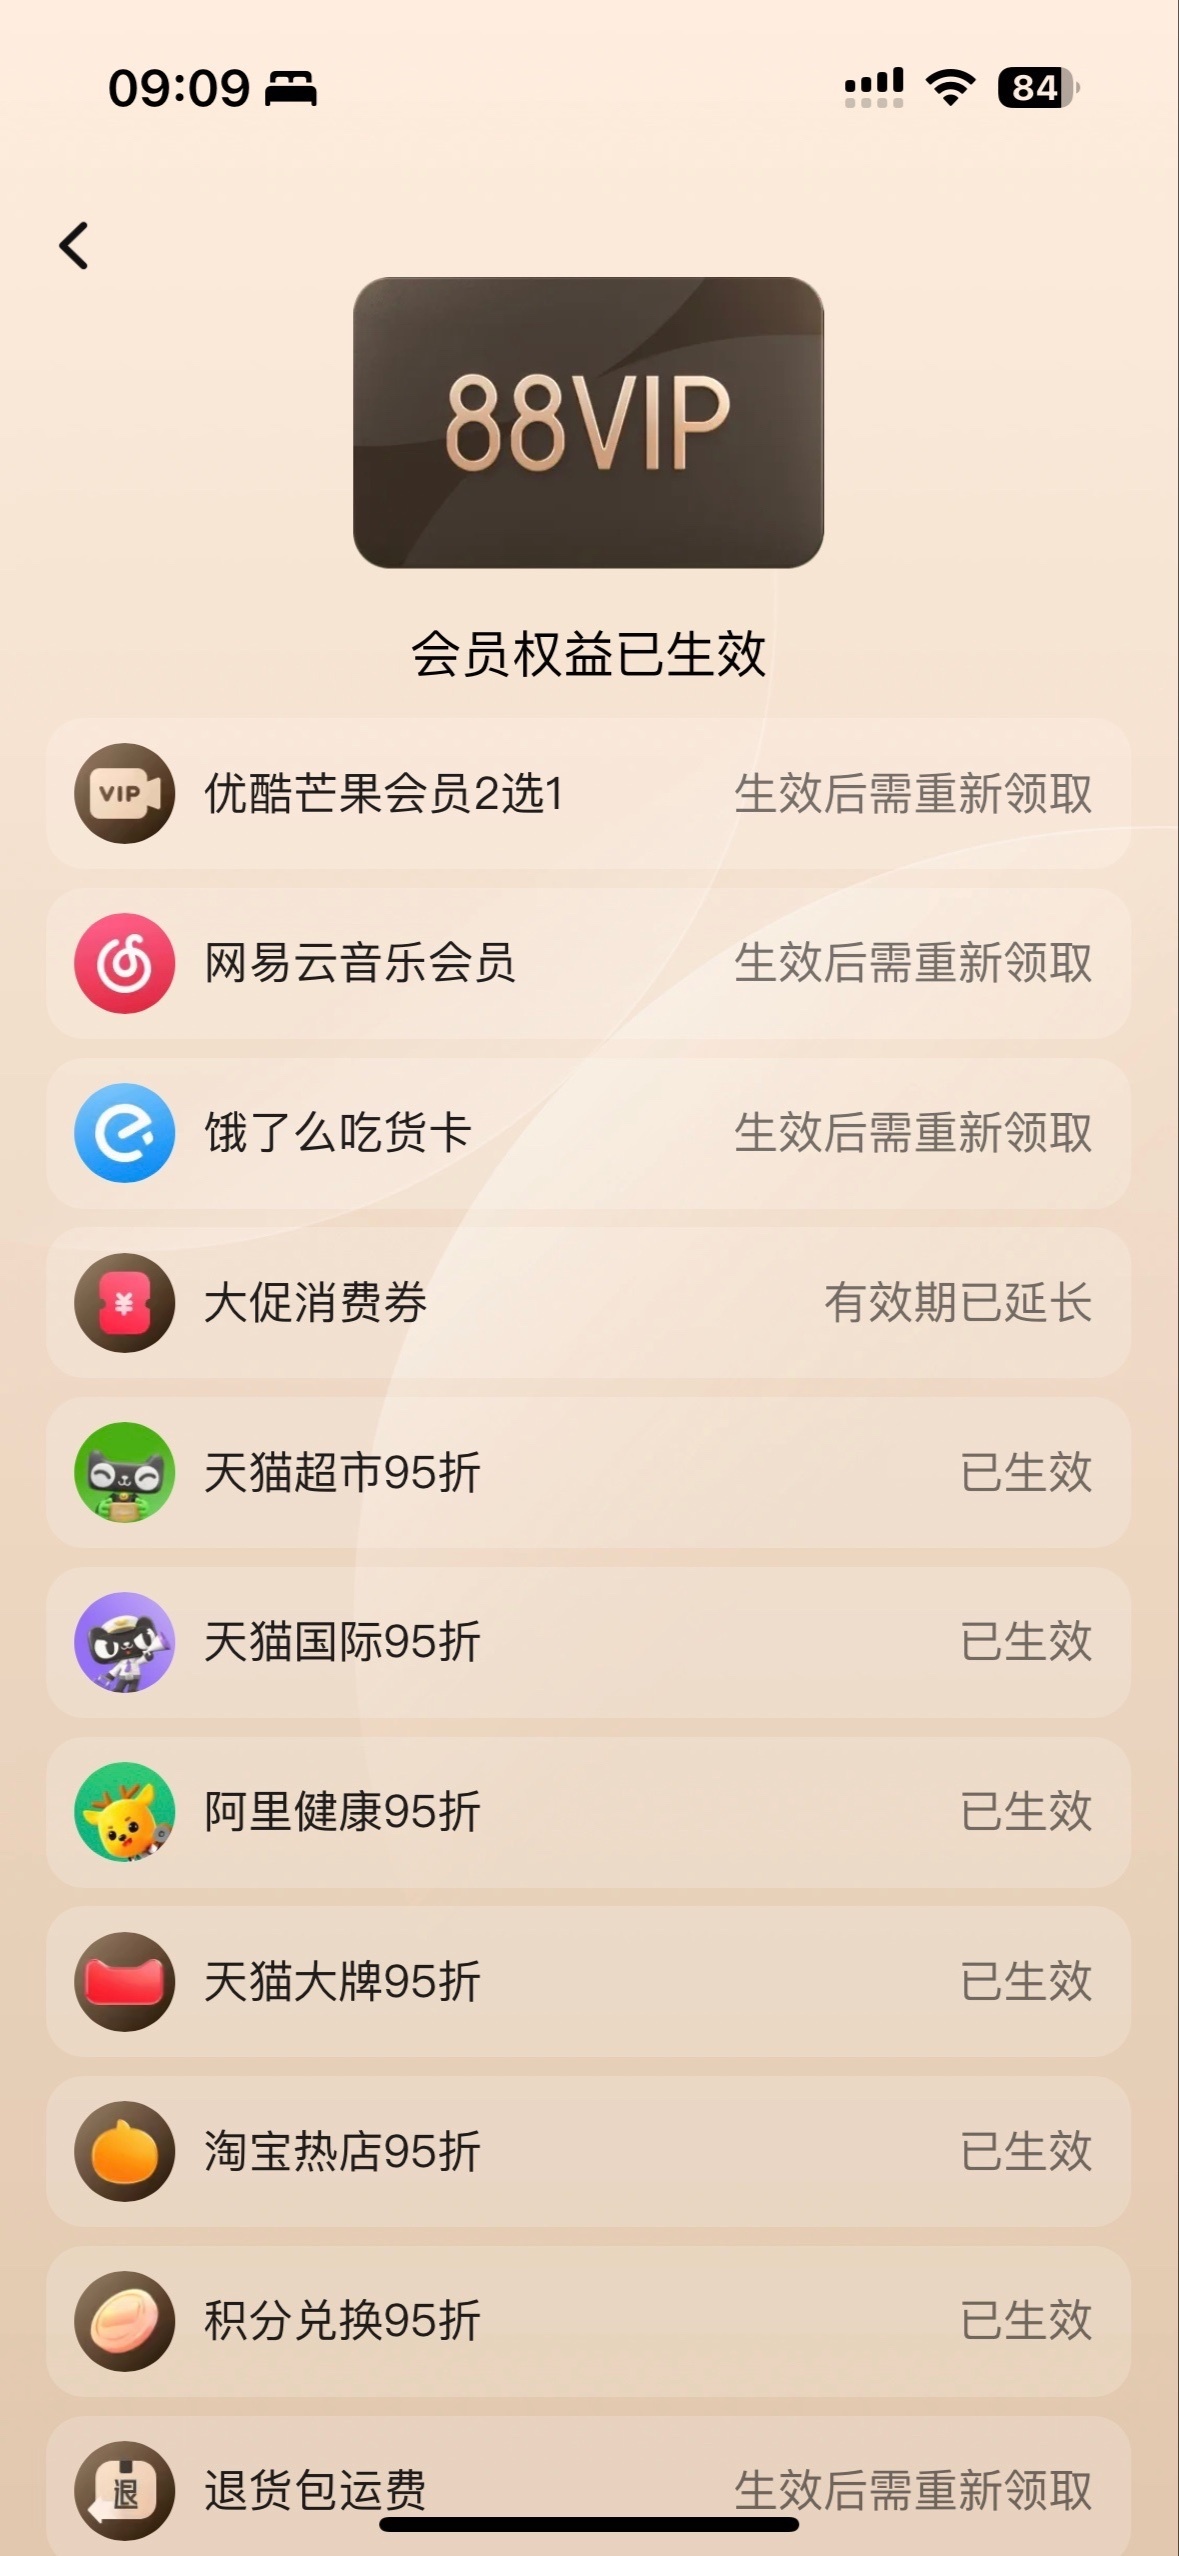 09:09
84
88VIP
会员权益已生效
VIP
优酷芒果会员2选1 生效后需重新领取
网易云音乐会员 生效后需重新领取
饿了么吃货卡 生效后需重新领取
¥
大促消费券 有效期已延长
天猫超市95折 已生效
天猫国际95折 已生效
阿里健康95折 已生效
天猫大牌95折 已生效
淘宝热店95折 已生效
积分兑换95折 已生效
退
退货包运费 生效后需重新领取